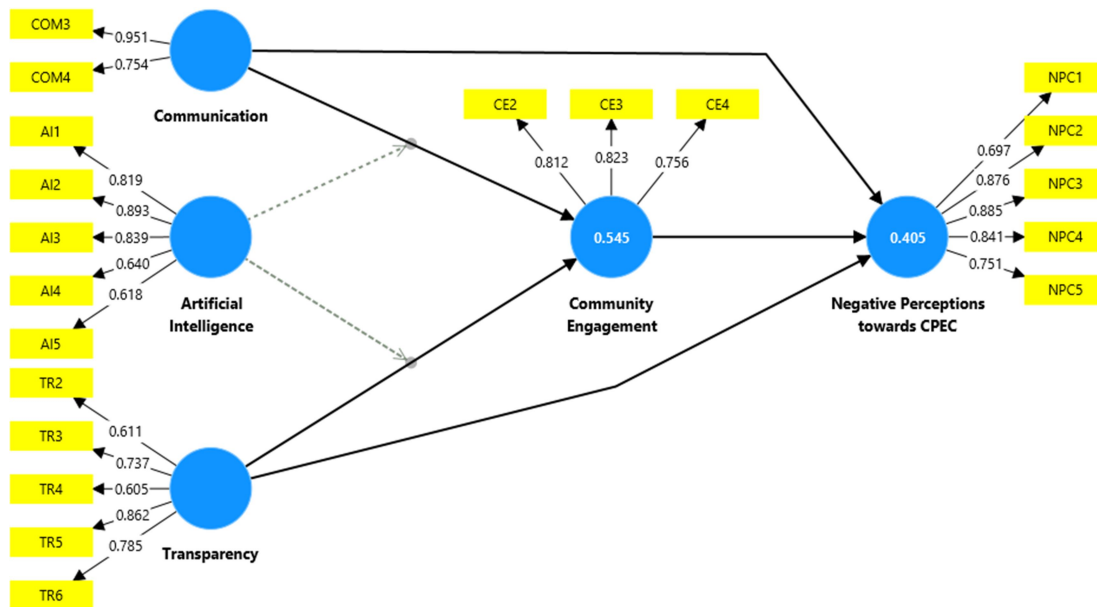 COM3
0.951
COM4
0.754
Communication
AI1
0.819
AI2
0.893
AI3
0.839
AI4
0.640
AI5
0.618
Artificial
Intelligence
TR2
0.611
TR3
0.737
TR4
0.605
TR5
0.862
TR6
0.785
Transparency
CE2
CE3
CE4
0.812
0.823
0.756
0.545
Community
Engagement
0.405
Negative Perceptions
towards CPEC
NPC1
0.697
NPC2
0.876
NPC3
0.885
NPC4
0.841
NPC5
0.751